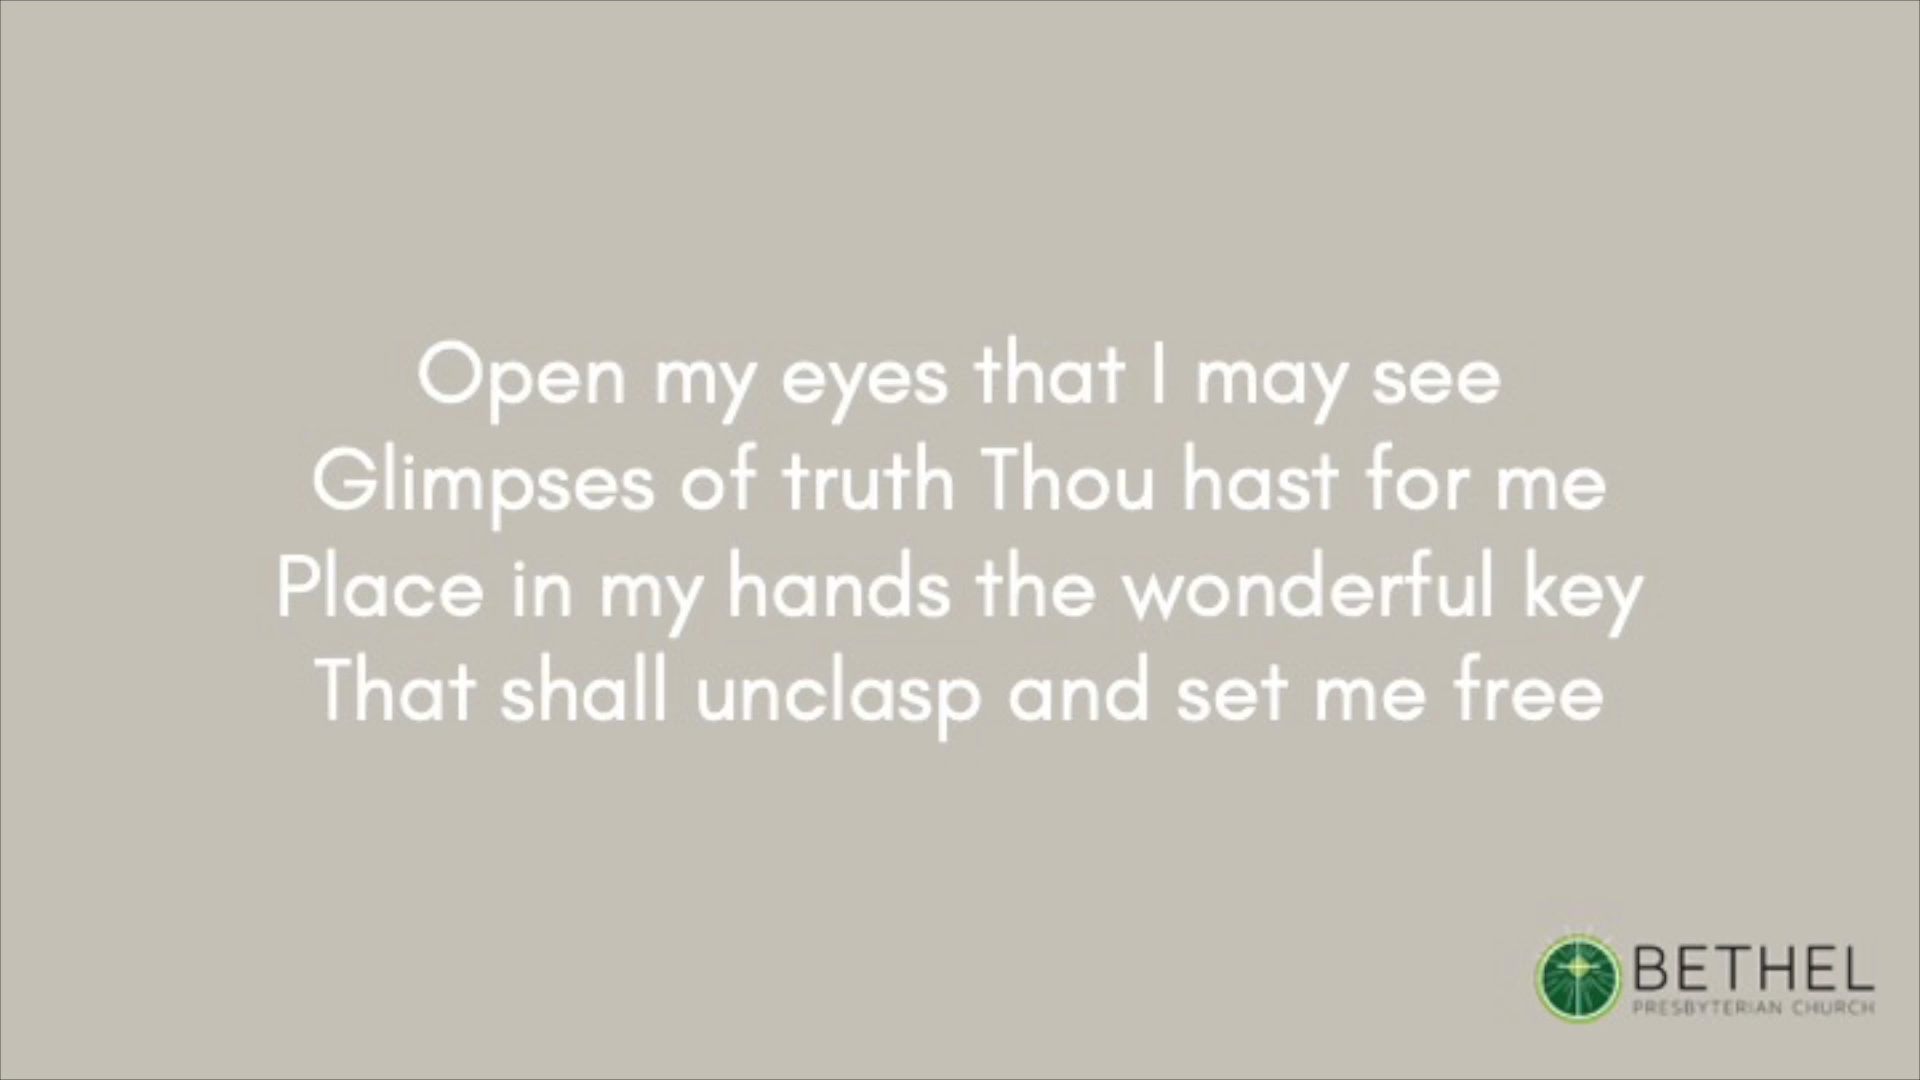 Open my eyes that I may see
Glimpses of truth Thou hast for me
Place in my hands the wonderful key
That shall unclasp and set me free
BETHEL
PRESBYTERIAN CHURCH